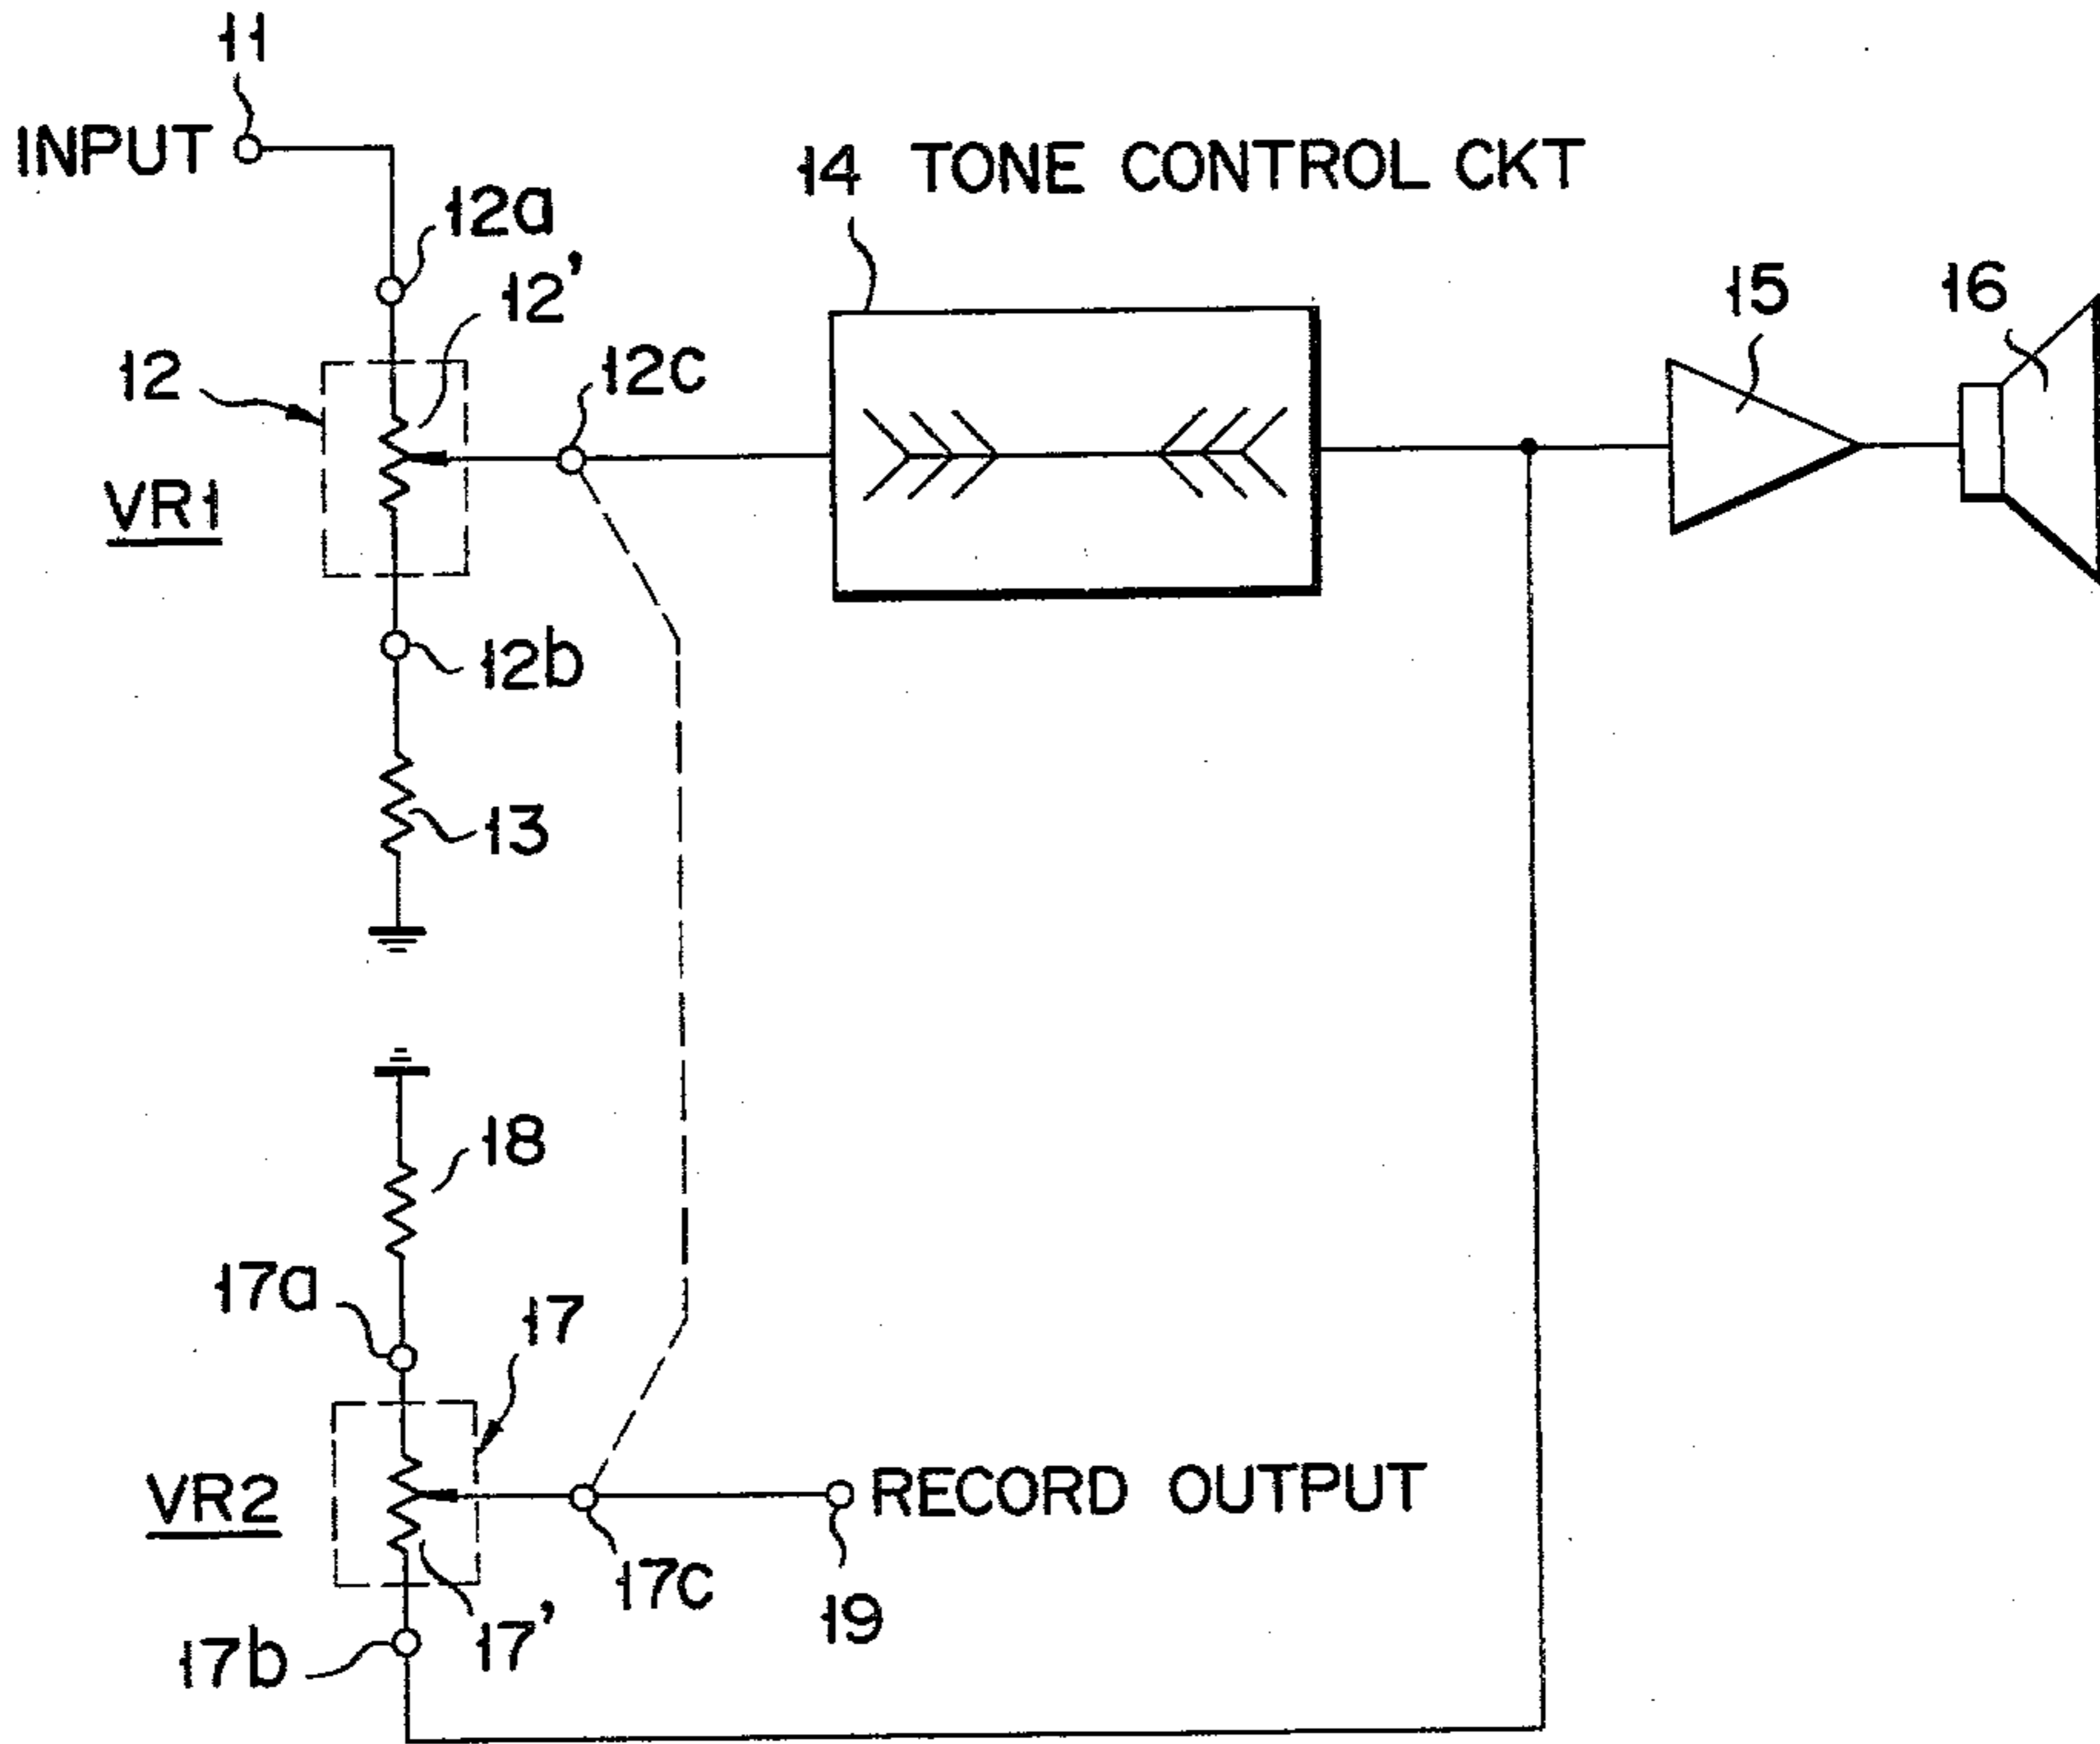 11
INPUT
14 TONE CONTROL CKT
12a
12'
15
16
12
12c
VR1
12b
13
18
17a
17
VR2
RECORD OUTPUT
17c
19
17'
17b